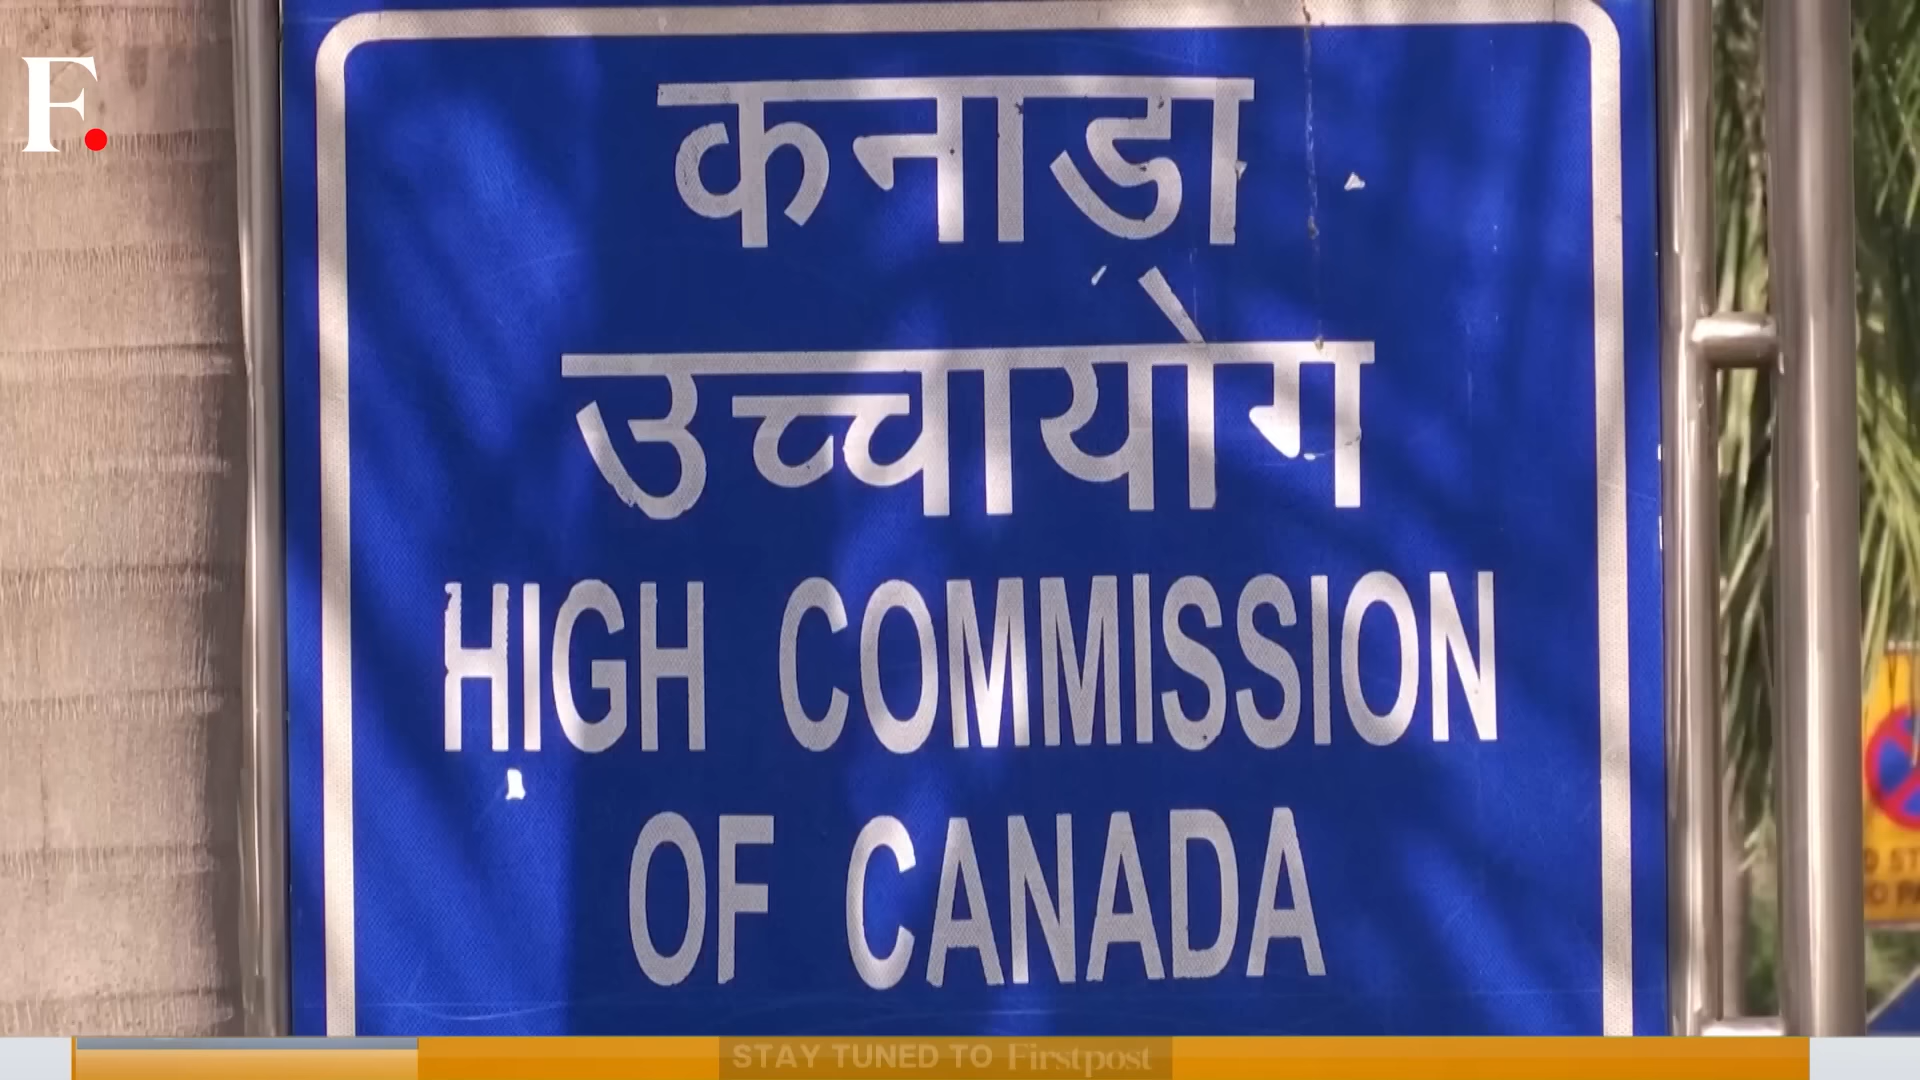 F.
कनाडा
उच्चायोग
HIGH COMMISSION
OF CANADA
STAY TUNED TO Firstpost